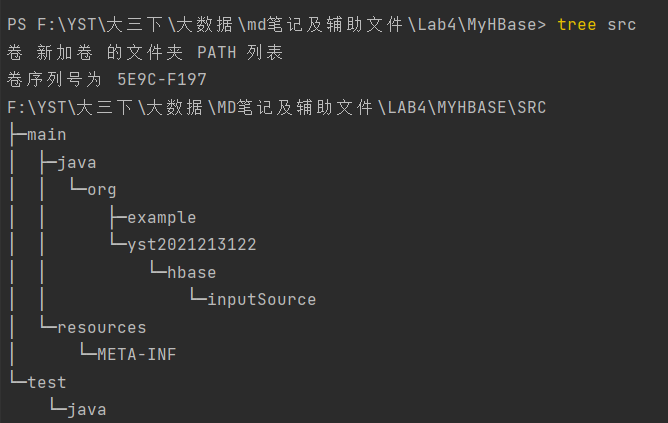 PS F:\YST\大三下\大数据\md笔记及辅助文件\Lab4\MyHBase> tree src
卷 新加卷 的文件夹 PATH 列表
卷序列号为 5E9C-F197
F:\YST\大三下\大数据\MD笔记及辅助文件\LAB4\MYHBASE\SRC
├─main
│  ├─java
│  │  └─org
│  │      ├─example
│  │      └─yst2021213122
│  │          └─hbase
│  │              └─inputSource
│  └─resources
│      └─META-INF
└─test
    └─java